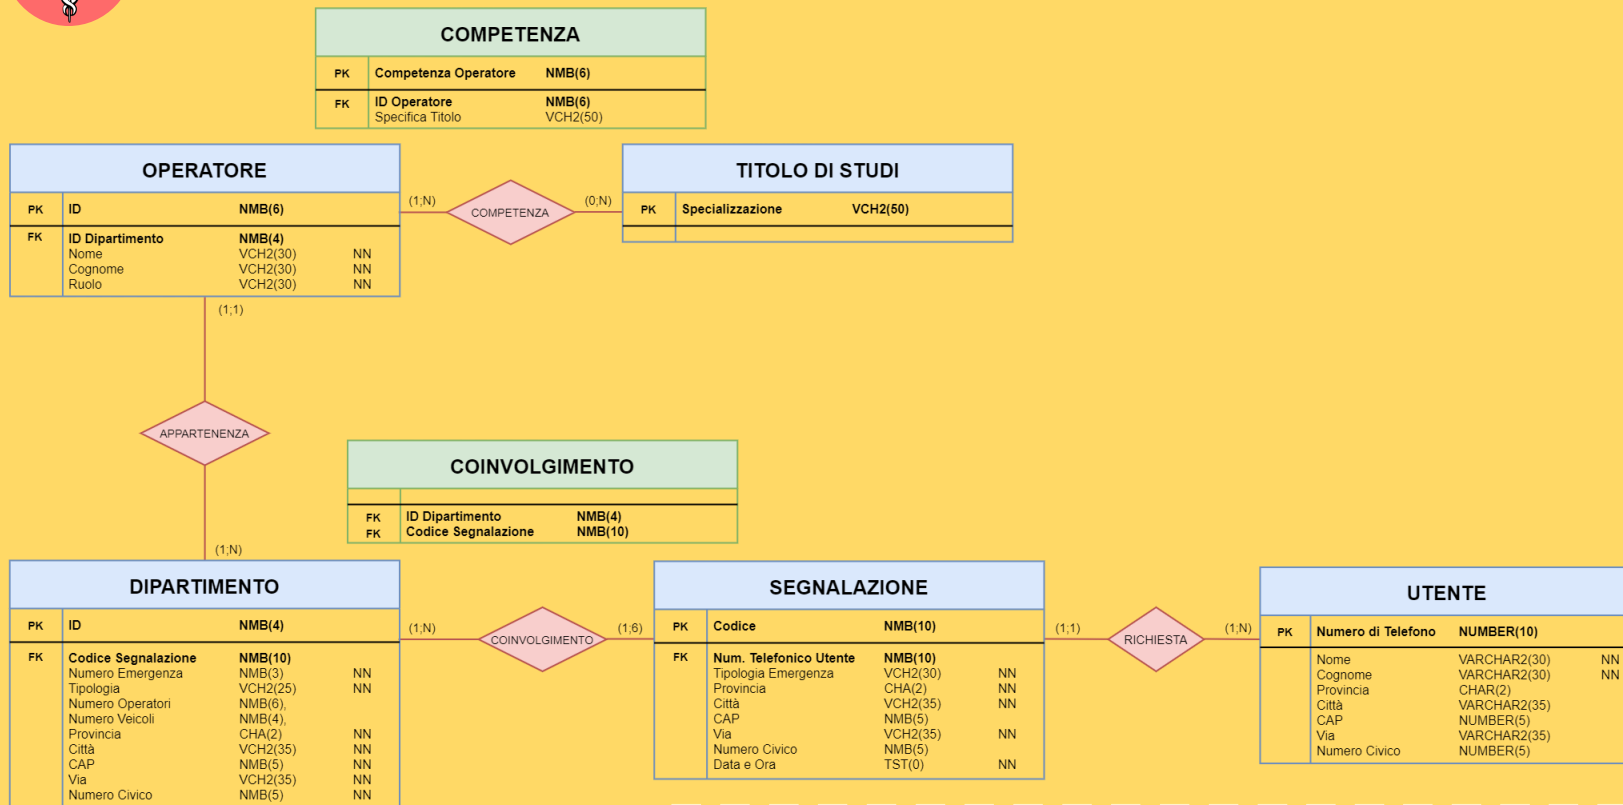 COMPETENZA
PK Competenza Operatore NMB(6)
FK ID Operatore NMB(6)
Specifica Titolo VCH2(50)
OPERATORE
PK ID NMB(6)
FK ID Dipartimento NMB(4)
Nome VCH2(30) NN
Cognome VCH2(30) NN
Ruolo VCH2(30) NN
(1;N)
COMPETENZA
(0;N)
TITOLO DI STUDI
PK Specializzazione VCH2(50)
(1;1)
APPARTENENZA
(1;N)
COINVOLGIMENTO
FK ID Dipartimento NMB(4)
FK Codice Segnalazione NMB(10)
DIPARTIMENTO
PK ID NMB(4)
FK Codice Segnalazione NMB(10)
Numero Emergenza NMB(3) NN
Tipologia VCH2(25) NN
Numero Operatori NMB(6),
Numero Veicoli NMB(4),
Provincia CHA(2) NN
Città VCH2(35) NN
CAP NMB(5) NN
Via VCH2(35) NN
Numero Civico NMB(5) NN
(1;N)
COINVOLGIMENTO
(1;6)
SEGNALAZIONE
PK Codice NMB(10)
FK Num. Telefonico Utente NMB(10)
Tipologia Emergenza VCH2(30) NN
Provincia CHA(2) NN
Città VCH2(35) NN
CAP NMB(5)
Via VCH2(35) NN
Numero Civico NMB(5)
Data e Ora TST(0) NN
(1;1)
RICHIESTA
(1;N)
UTENTE
PK Numero di Telefono NUMBER(10)
Nome VARCHAR2(30) NN
Cognome VARCHAR2(30) NN
Provincia CHAR(2)
Città VARCHAR2(35)
CAP NUMBER(5)
Via VARCHAR2(35)
Numero Civico NUMBER(5)